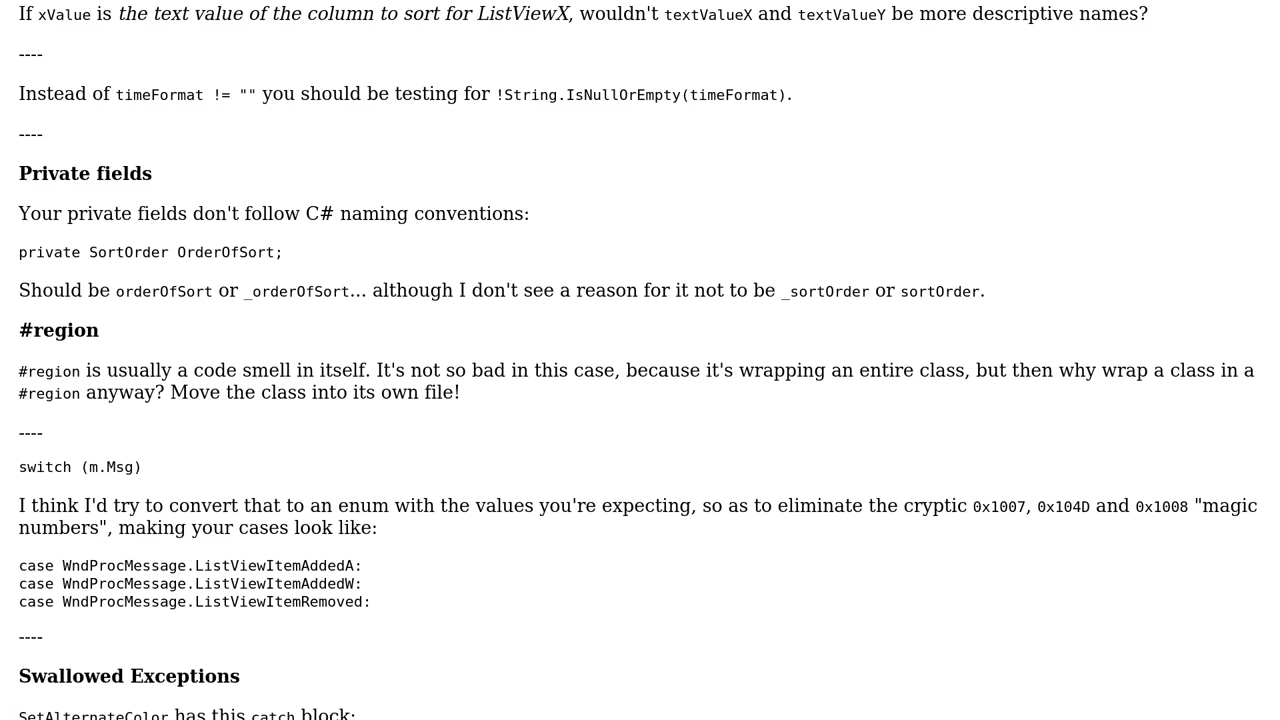 If xValue is the text value of the column to sort for ListViewX, wouldn't textValueX and textValueY be more descriptive names?
----
Instead of timeFormat != "" you should be testing for !String.IsNullOrEmpty(timeFormat).
----
Private fields
Your private fields don't follow C# naming conventions:
private SortOrder OrderOfSort;
Should be orderOfSort or _orderOfSort... although I don't see a reason for it not to be _sortOrder or sortOrder.
#region
#region is usually a code smell in itself. It's not so bad in this case, because it's wrapping an entire class, but then why wrap a class in a
#region anyway? Move the class into its own file!
----
switch (m.Msg)
I think I'd try to convert that to an enum with the values you're expecting, so as to eliminate the cryptic 0x1007, 0x104D and 0x1008 "magic
numbers", making your cases look like:
case WndProcMessage.ListViewItemAddedA:
case WndProcMessage.ListViewItemAddedW:
case WndProcMessage.ListViewItemRemoved:
----
Swallowed Exceptions
SetAlternateColor has this catch block: